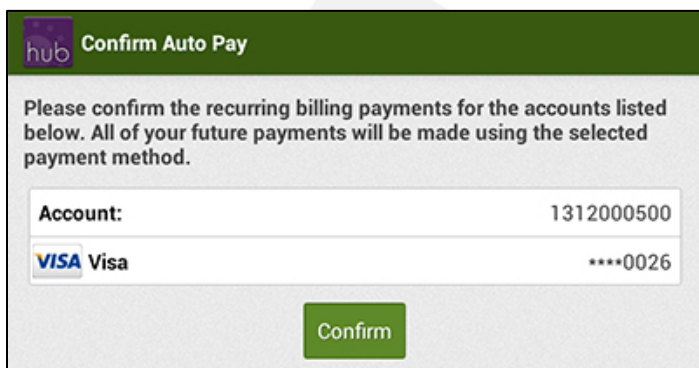 hub Confirm Auto Pay
Please confirm the recurring billing payments for the accounts listed
below. All of your future payments will be made using the selected
payment method.
Account: 1312000500
VISA Visa ****0026
Confirm